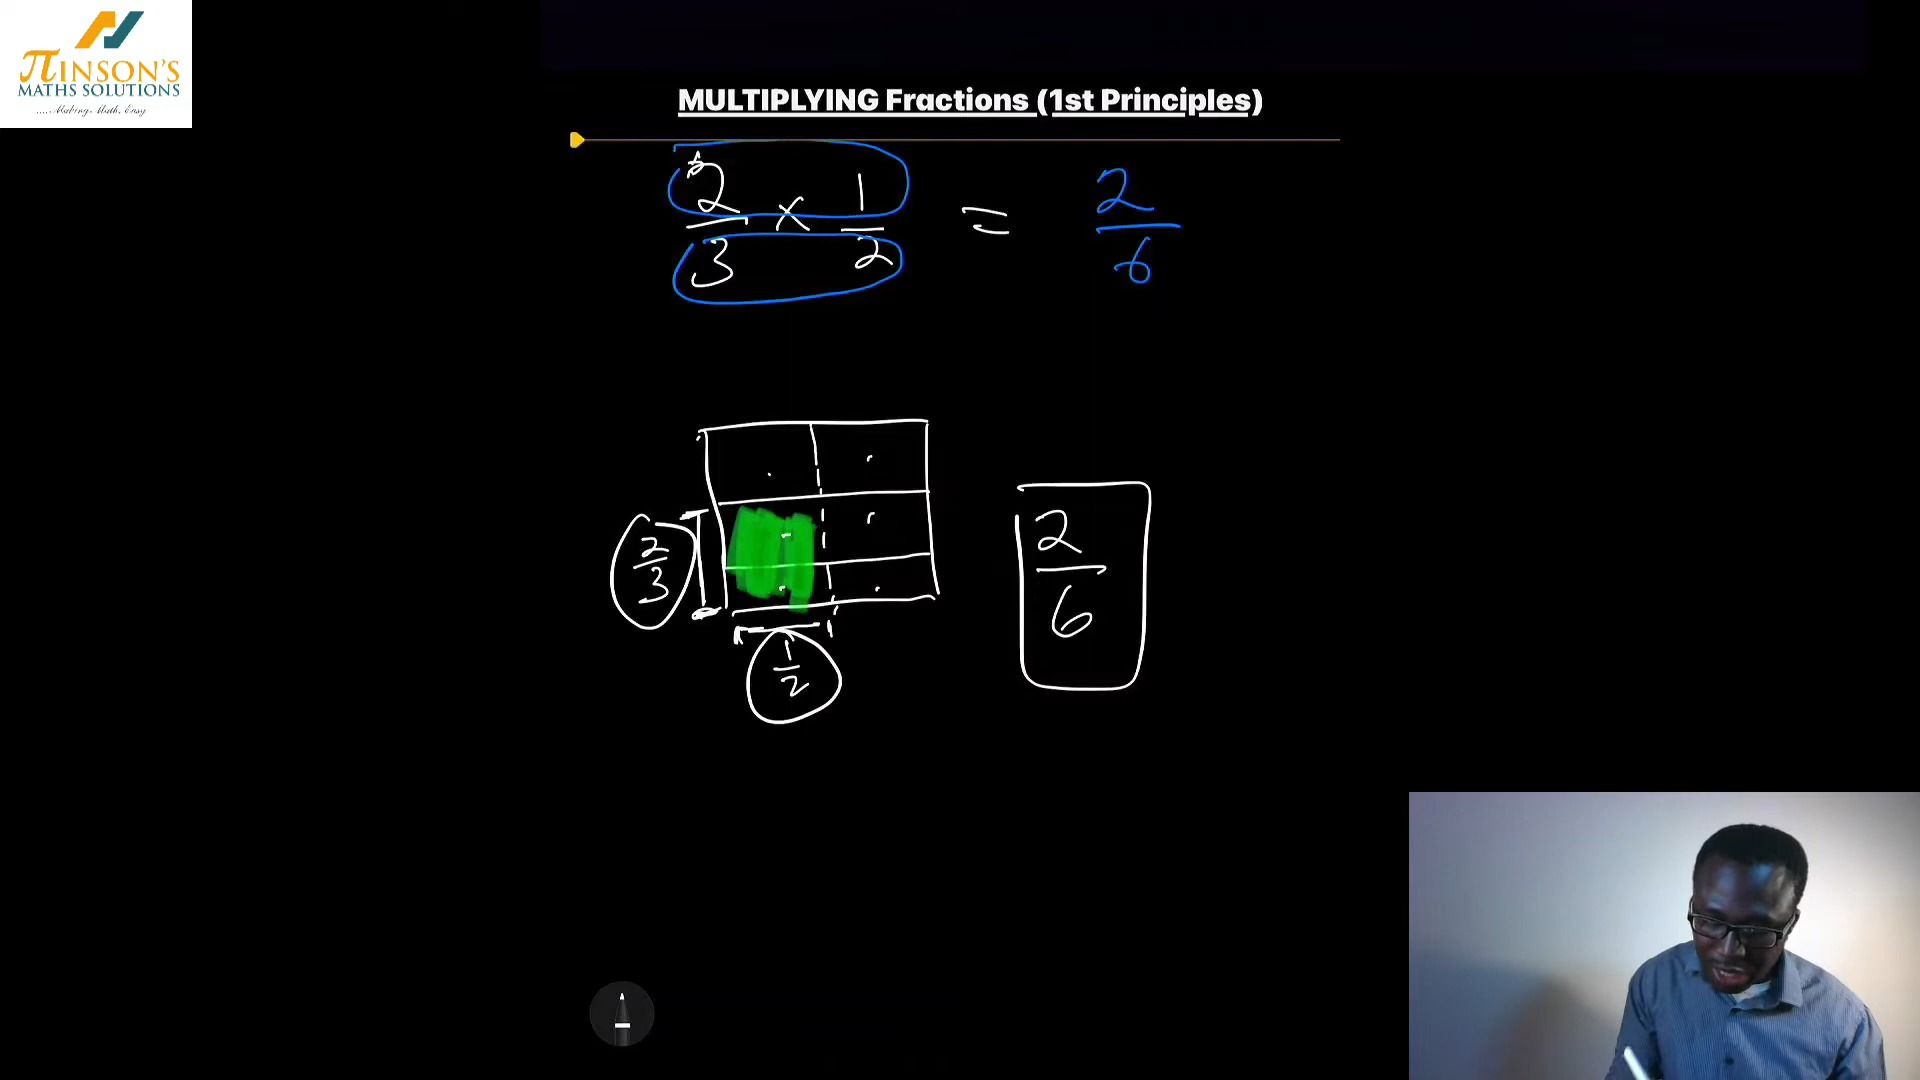 πINSON'S
MATHS SOLUTIONS
....Making Math, Easy
MULTIPLYING Fractions (1st Principles)
2/3 × 1/2 = 2/6
2/3
1/2
2/6